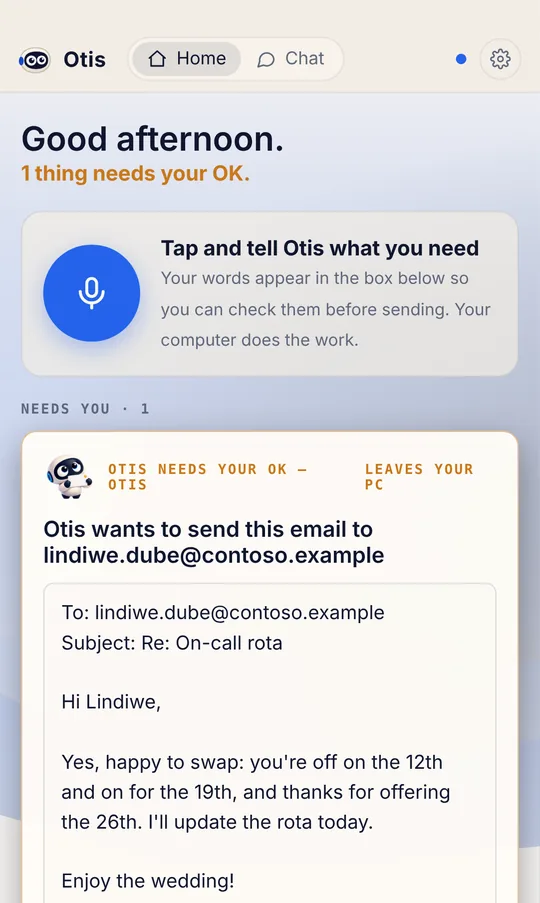 Otis
Home
Chat
Good afternoon.
1 thing needs your OK.
Tap and tell Otis what you need
Your words appear in the box below so
you can check them before sending. Your
computer does the work.
NEEDS YOU · 1
OTIS NEEDS YOUR OK —
OTIS
LEAVES YOUR
PC
Otis wants to send this email to
lindiwe.dube@contoso.example
To: lindiwe.dube@contoso.example
Subject: Re: On-call rota
Hi Lindiwe,
Yes, happy to swap: you're off on the 12th
and on for the 19th, and thanks for offering
the 26th. I'll update the rota today.
Enjoy the wedding!